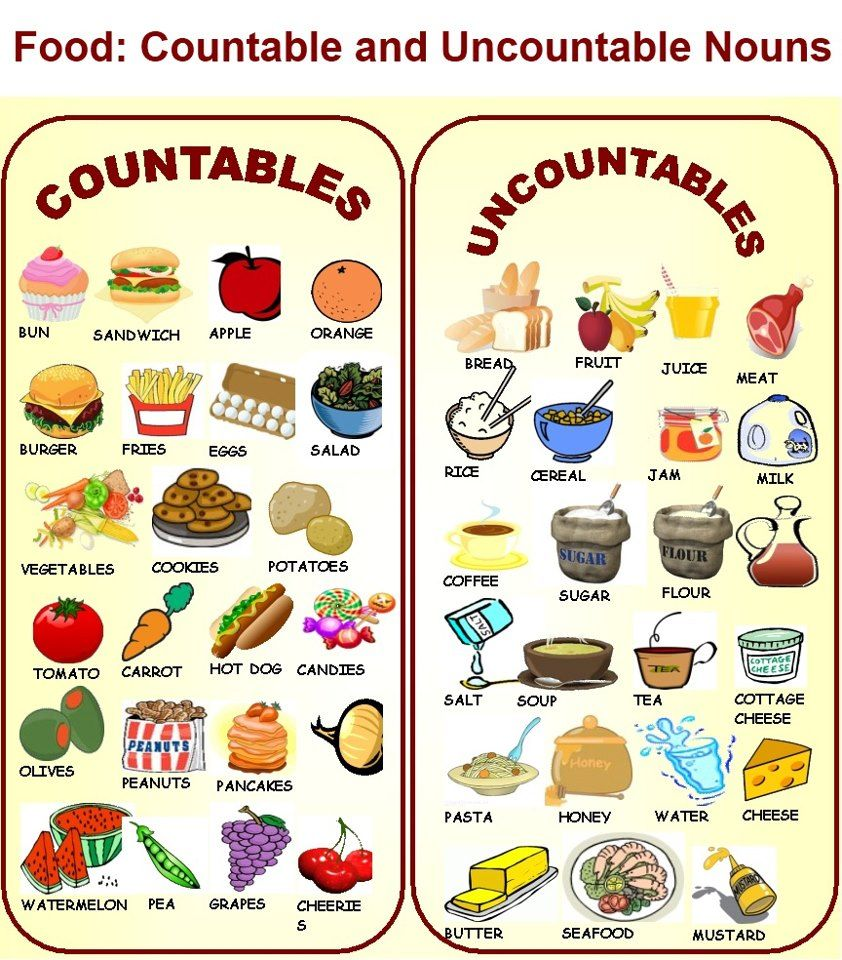 Food: Countable and Uncountable Nouns
COUNTABLES
BUN
SANDWICH
APPLE
ORANGE
BURGER
FRIES
EGGS
SALAD
VEGETABLES
COOKIES
POTATOES
TOMATO
CARROT
HOT DOG
CANDIES
OLIVES
PEANUTS
PEANUTS
PANCAKES
WATERMELON
PEA
GRAPES
CHEERIE
S
UNCOUNTABLES
BREAD
FRUIT
JUICE
MEAT
RICE
CEREAL
JAM
MILK
COFFEE
SUGAR
SUGAR
FLOUR
FLOUR
SALT
SALT
SOUP
TEA
TEA
COTTAGE
CHEESE
COTTAGE
CHEESE
PASTA
Honey
HONEY
WATER
CHEESE
BUTTER
SEAFOOD
MUSTARD
MUSTARD